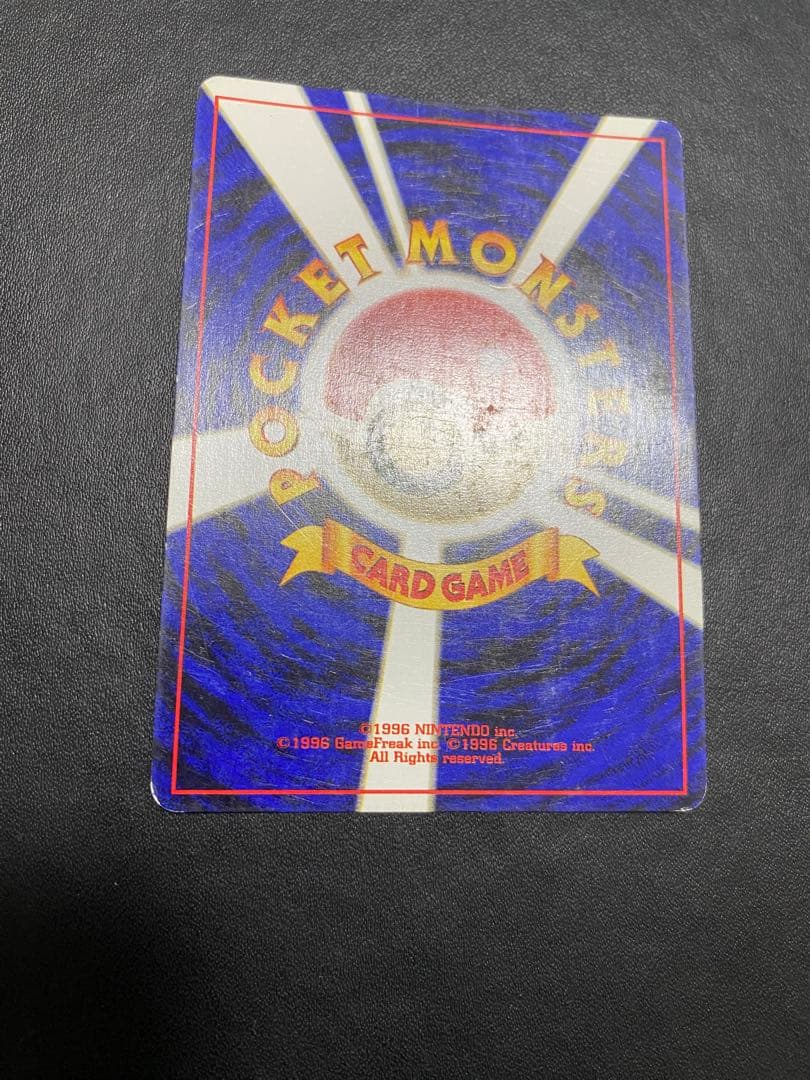 POCKET MONSTERS
CARD GAME
©1996 NINTENDO inc.
©1996 GameFreak inc. ©1996 Creatures inc.
All Rights reserved.